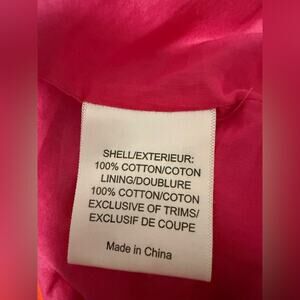 SHELL/EXTERIEUR:
100% COTTON/COTON
LINING/DOUBLURE
100% COTTON/COTON
EXCLUSIVE OF TRIMS/
EXCLUSIF DE COUPE
Made in China